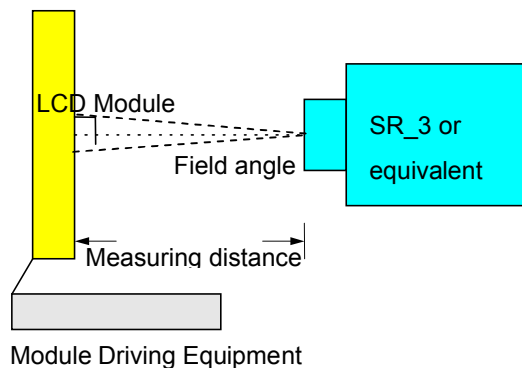 LCD Module
SR_3 or
equivalent
Field angle
Measuring distance
Module Driving Equipment